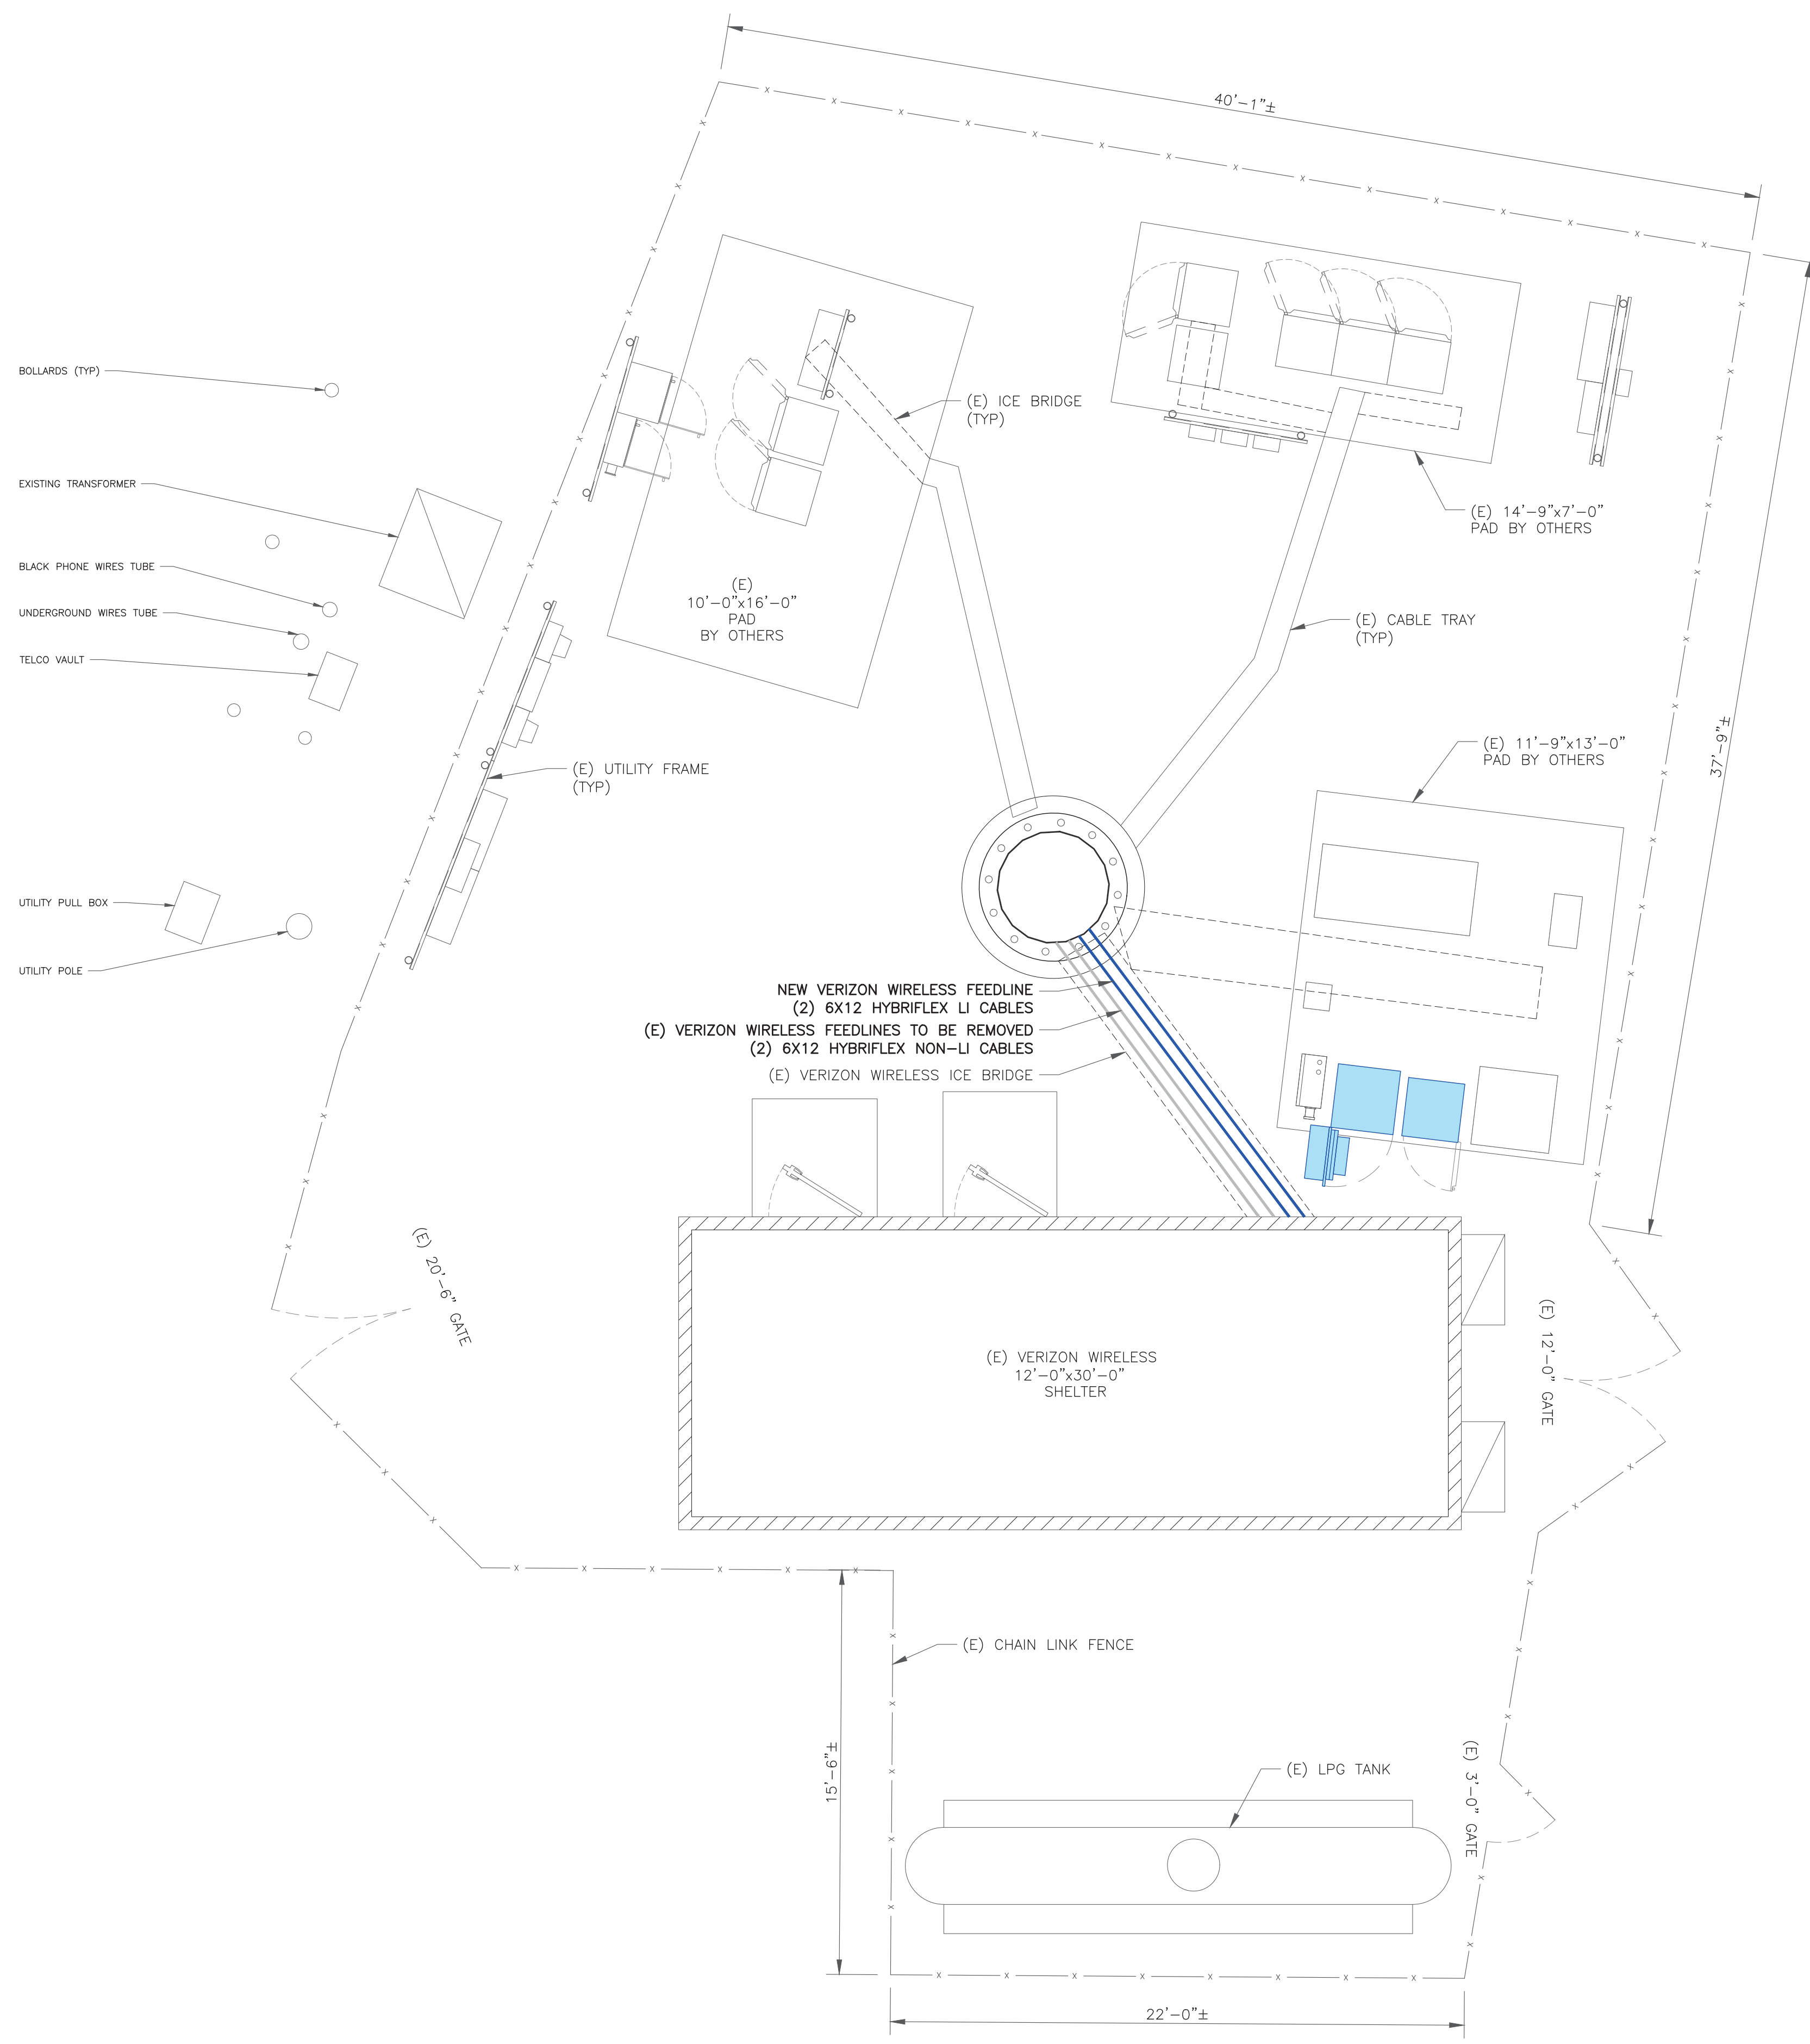 40'-1"±
BOLLARDS (TYP)
(E) ICE BRIDGE
(TYP)
EXISTING TRANSFORMER
(E) 14'-9"x7'-0"
PAD BY OTHERS
BLACK PHONE WIRES TUBE
(E)
10'-0"x16'-0"
PAD
BY OTHERS
UNDERGROUND WIRES TUBE
(E) CABLE TRAY
(TYP)
TELCO VAULT
37'-9"±
(E) 11'-9"x13'-0"
PAD BY OTHERS
(E) UTILITY FRAME
(TYP)
UTILITY PULL BOX
UTILITY POLE
NEW VERIZON WIRELESS FEEDLINE
(2) 6X12 HYBRIFLEX LI CABLES
(E) VERIZON WIRELESS FEEDLINES TO BE REMOVED
(2) 6X12 HYBRIFLEX NON-LI CABLES
(E) VERIZON WIRELESS ICE BRIDGE
(E) 20'-6" GATE
(E) 12'-0" GATE
(E) VERIZON WIRELESS
12'-0"x30'-0"
SHELTER
(E) CHAIN LINK FENCE
15'-6"±
(E) 3'-0" GATE
(E) LPG TANK
22'-0"±